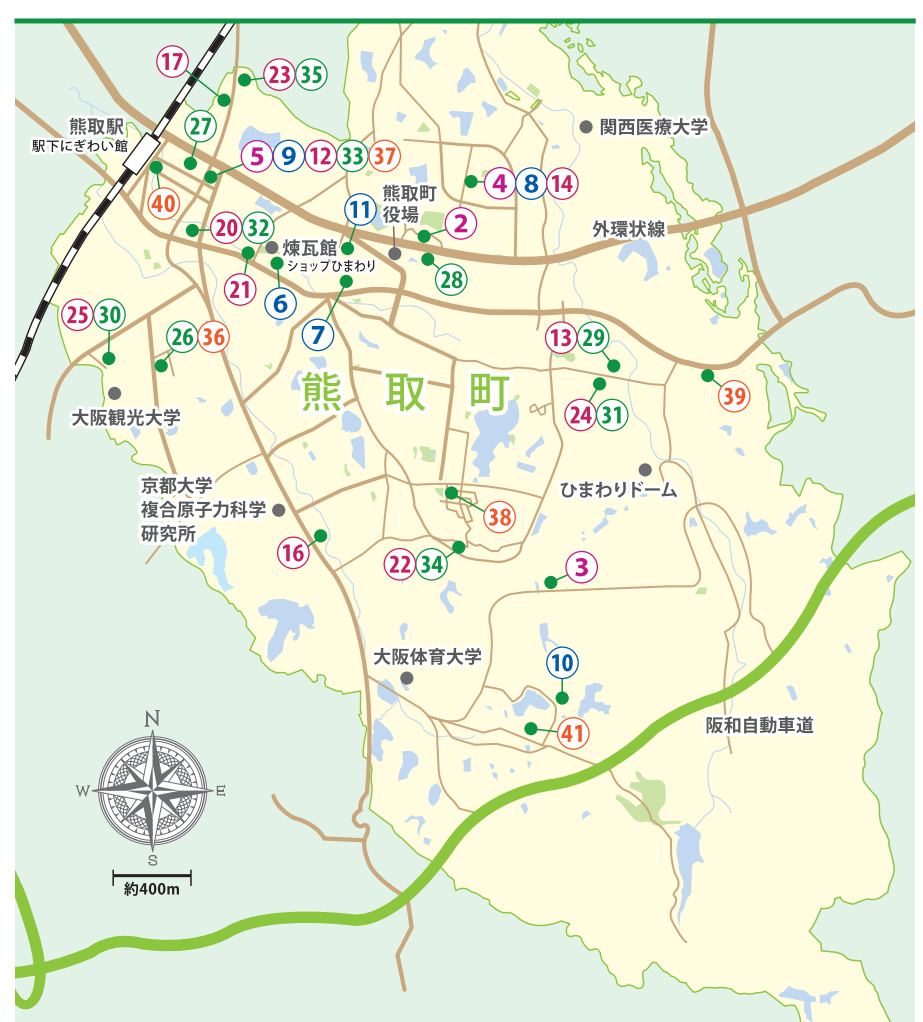 17
23 35
熊取駅
駅下にぎわい館
27
関西医療大学
5 9 12 33 37
4 8 14
40
熊取町
役場
11
2
外環状線
20 32
煉瓦館
ショップひまわり
28
21
6
7
25 30
26 36
13 29
熊取町
39
24 31
大阪観光大学
京都大学
複合原子力科学
研究所
ひまわりドーム
38
16
22 34
3
大阪体育大学
10
41
阪和自動車道
N
W E
S
約400m